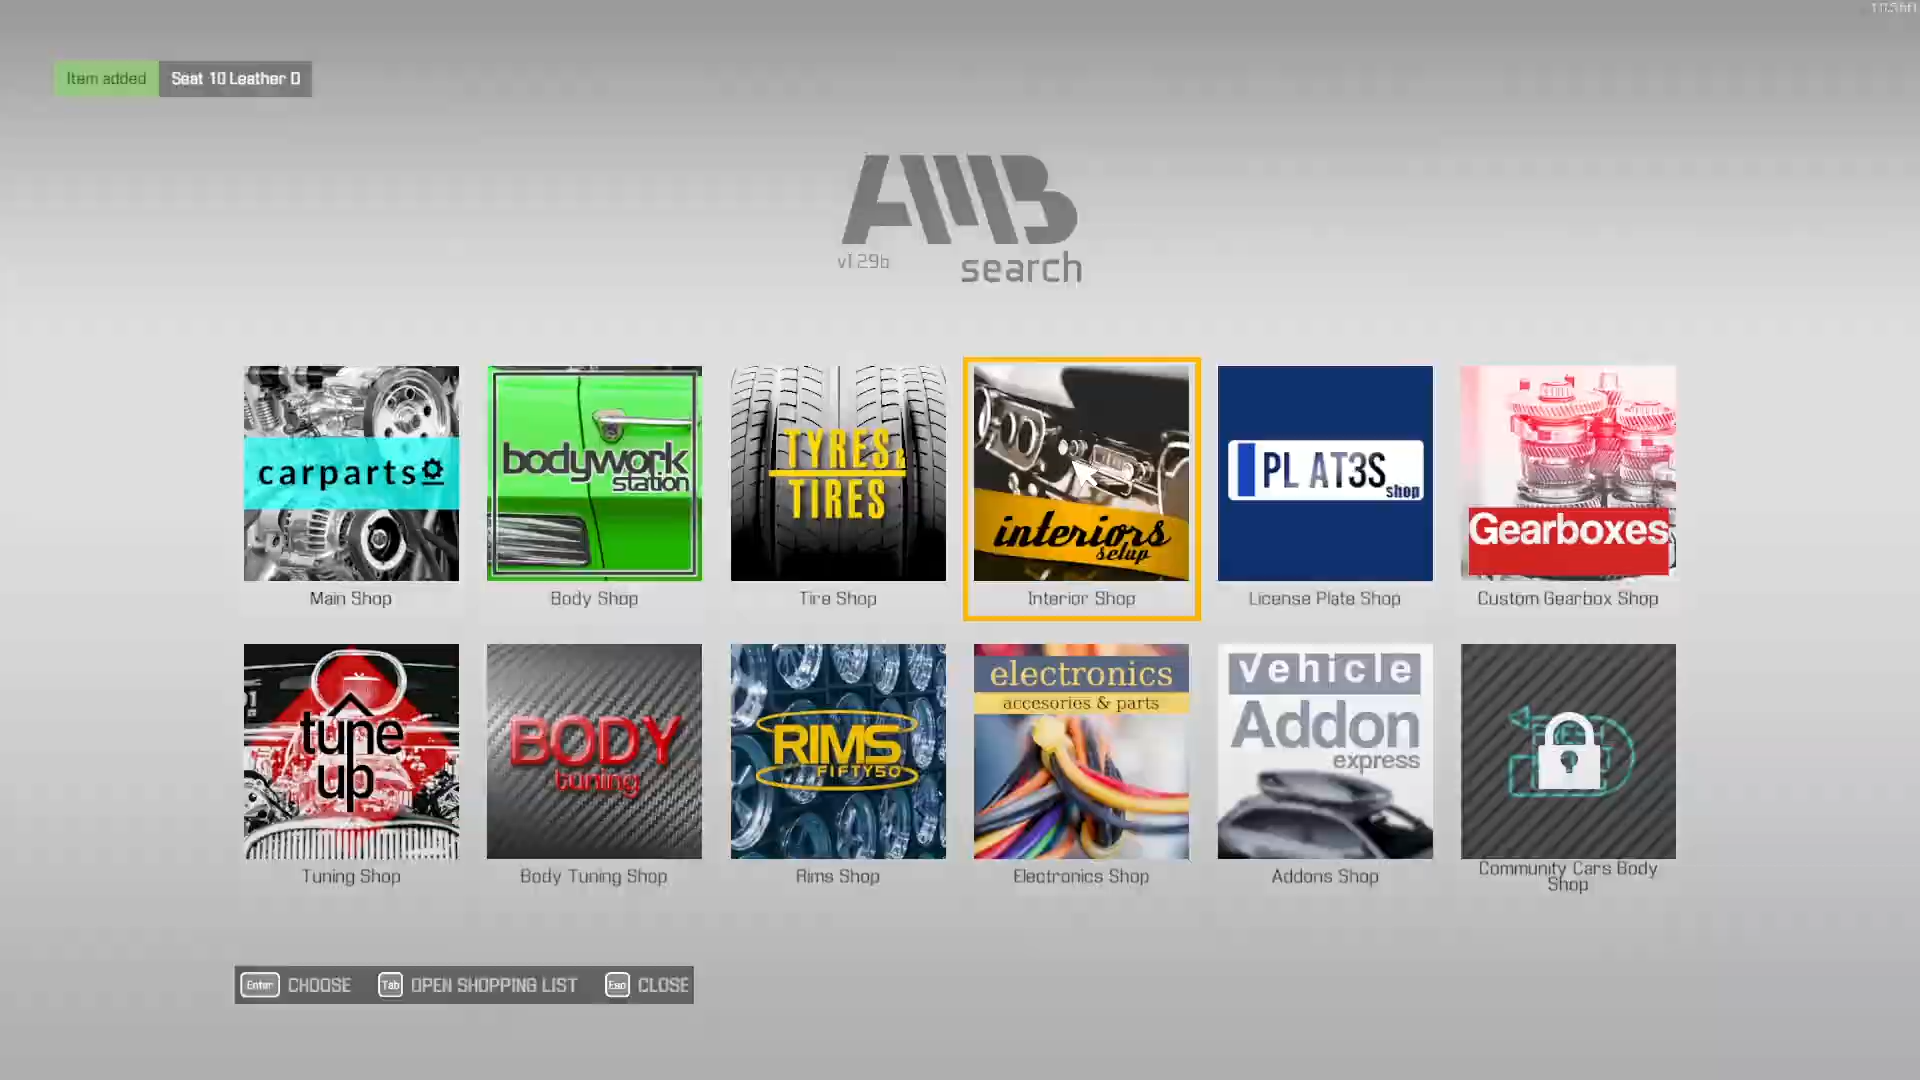 Item added Seat 10 Leather 0
AMB
v1.29b search
carparts
bodywork
station
TYRES &
TIRES
interiors
setup
PL AT3S
shop
Gearboxes
Main Shop
Body Shop
Tire Shop
Interior Shop
License Plate Shop
Custom Gearbox Shop
tune
up
BODY
tuning
RIMS
FIFTY50
electronics
accesories & parts
vehicle
Addon
express
Tuning Shop
Body Tuning Shop
Rims Shop
Electronics Shop
Addons Shop
Community Cars Body
Shop
Enter CHOOSE Tab OPEN SHOPPING LIST Esc CLOSE